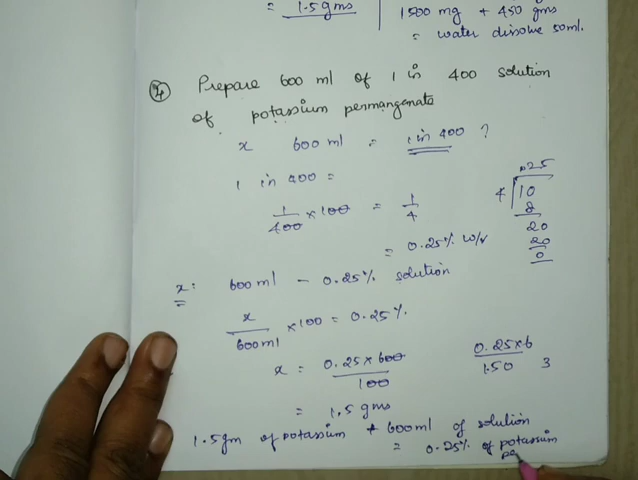 = 1.5 gms
1500 mg + 450 gms
= water dissolve 50ml.
4) Prepare 600 ml of 1 in 400 solution
of potassium permanganate
x 600 ml = 1 in 400 ?
1 in 400 =
1/400 × 100 = 1/4
= 0.25% w/v
.25
4 10
8
20
20
0
x: 600 ml - 0.25% solution
x/600ml × 100 = 0.25%
x = 0.25 × 600 / 100
= 1.5 gms
0.25 × 6
1.50 3
1.5 gm of potassium + 600ml of solution
= 0.25% of potassium
pe